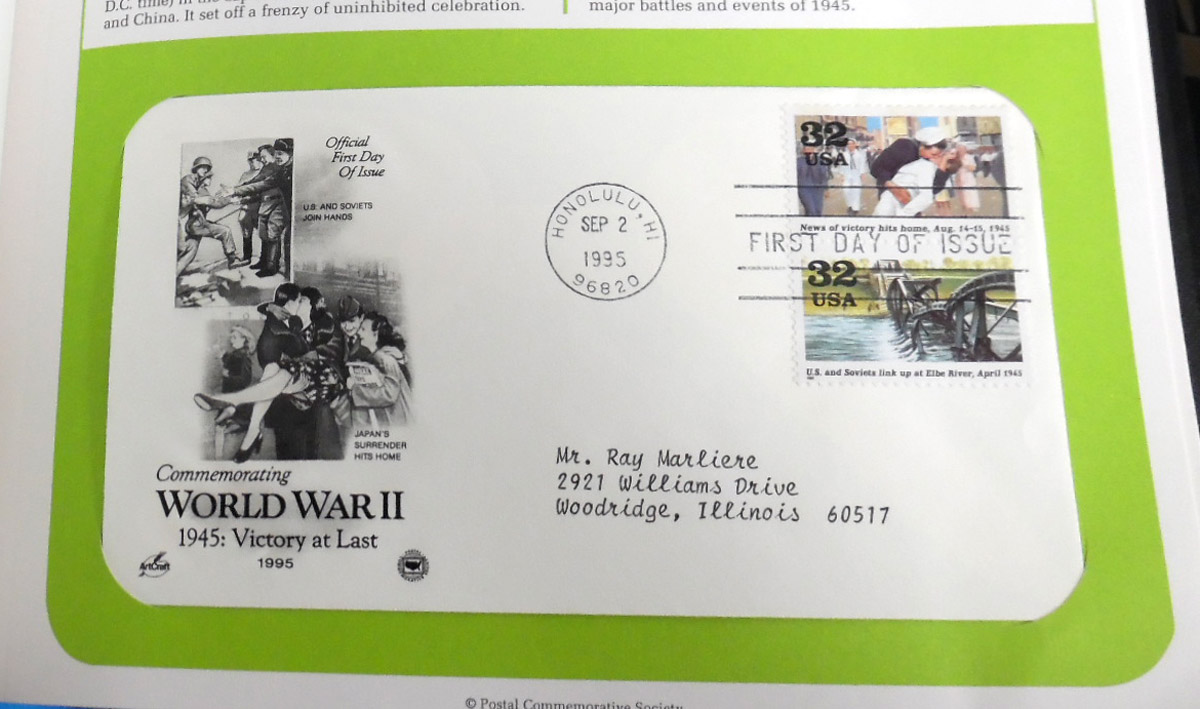 D.C. time) in the
and China. It set off a frenzy of uninhibited celebration.
major battles and events of 1945.
Official
First Day
Of Issue
U.S. AND SOVIETS
JOIN HANDS
JAPAN'S
SURRENDER
HITS HOME
Commemorating
WORLD WAR II
1945: Victory at Last
1995
ArtCraft
HONOLULU, HI
SEP 2
1995
96820
32
USA
News of victory hits home, Aug. 14-15, 1945
FIRST DAY OF ISSUE
32
USA
U.S. and Soviets link up at Elbe River, April 1945
Mr. Ray Marliere
2921 Williams Drive
Woodridge, Illinois 60517
© Postal Commemorative Society